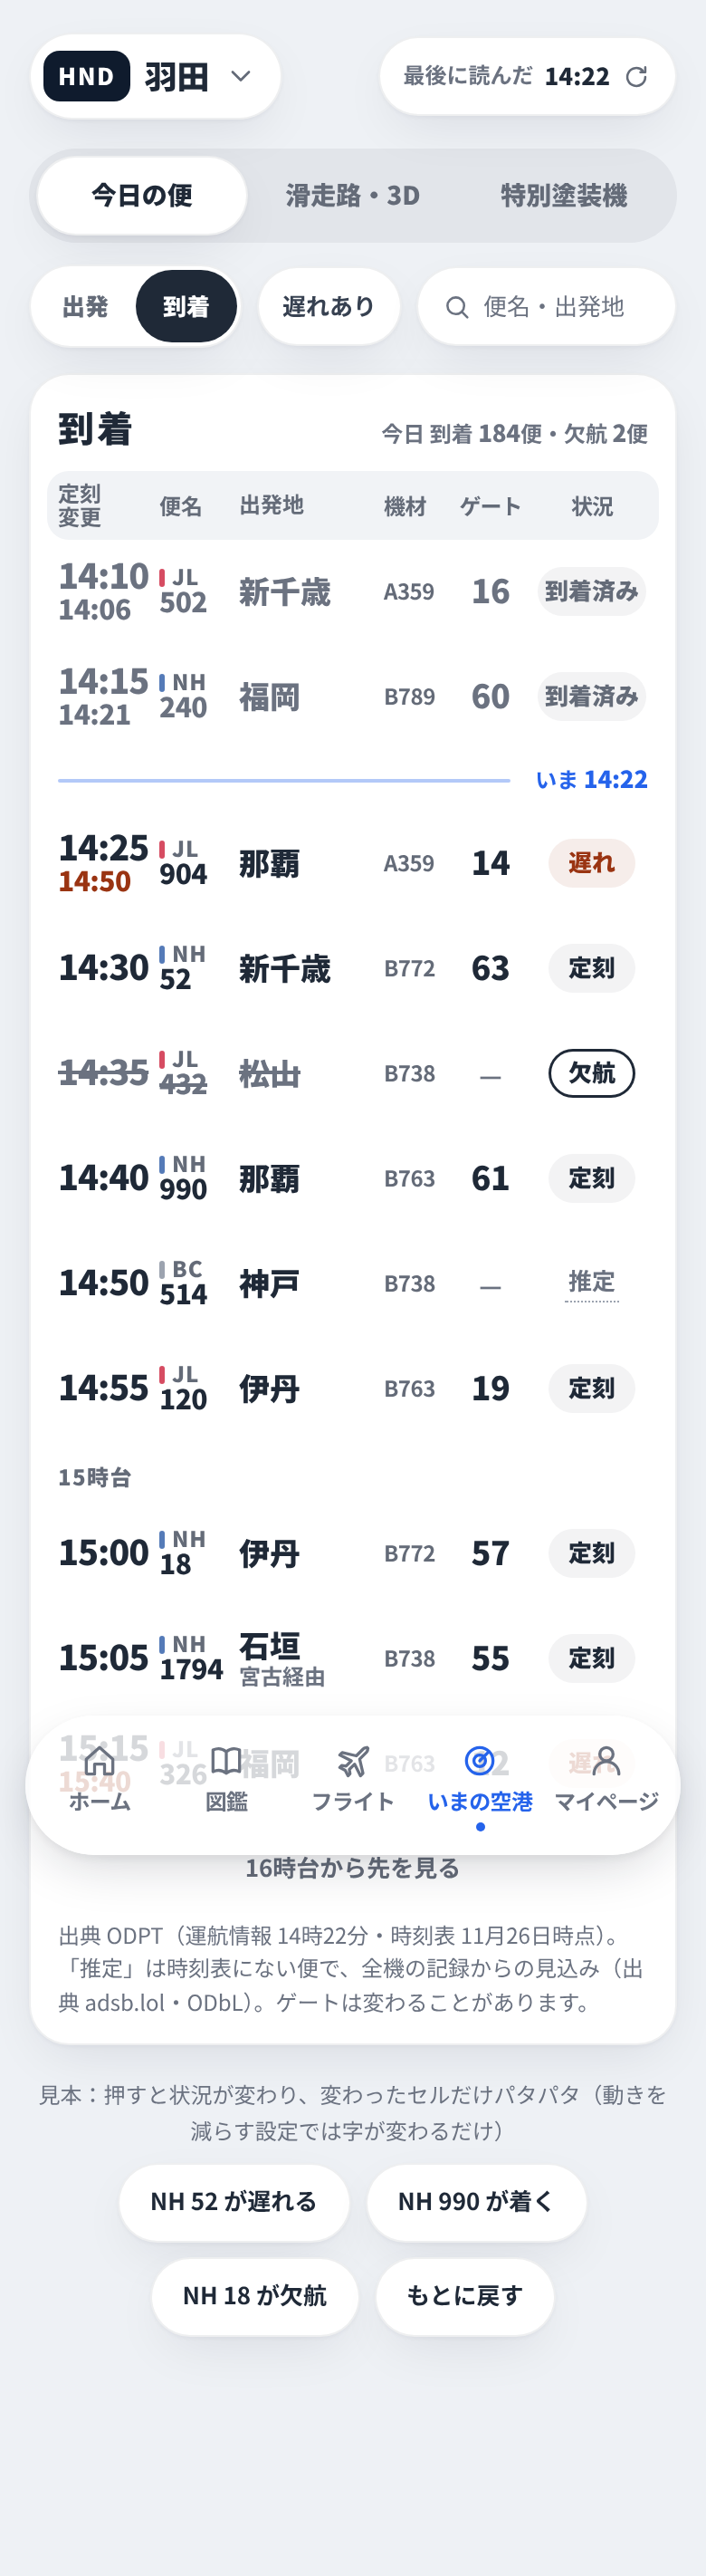 HND 羽田
最後に読んだ 14:22
今日の便 滑走路・3D 特別塗装機
出発 到着 遅れあり 便名・出発地
到着
今日 到着 184便・欠航 2便
定刻
変更
便名 出発地 機材 ゲート 状況
14:10 JL 新千歳 A359 16 到着済み
14:06 502
14:15 NH 福岡 B789 60 到着済み
14:21 240
いま 14:22
14:25 JL 那覇 A359 14 遅れ
14:50 904
14:30 NH 新千歳 B772 63 定刻
52
14:35 JL 松山 B738 — 欠航
432
14:40 NH 那覇 B763 61 定刻
990
14:50 BC 神戸 B738 — 推定
514
14:55 JL 伊丹 B763 19 定刻
120
15時台
15:00 NH 伊丹 B772 57 定刻
18
15:05 NH 石垣 B738 55 定刻
1794 宮古経由
15:15 JL 福岡 B763 遅れ
15:40 326
ホーム 図鑑 フライト いまの空港 マイページ
16時台から先を見る
出典 ODPT（運航情報 14時22分・時刻表 11月26日時点）。
「推定」は時刻表にない便で、全機の記録からの見込み（出
典 adsb.lol・ODbL）。ゲートは変わることがあります。
見本：押すと状況が変わり、変わったセルだけパタパタ（動きを
減らす設定では字が変わるだけ）
NH 52 が遅れる NH 990 が着く
NH 18 が欠航 もとに戻す